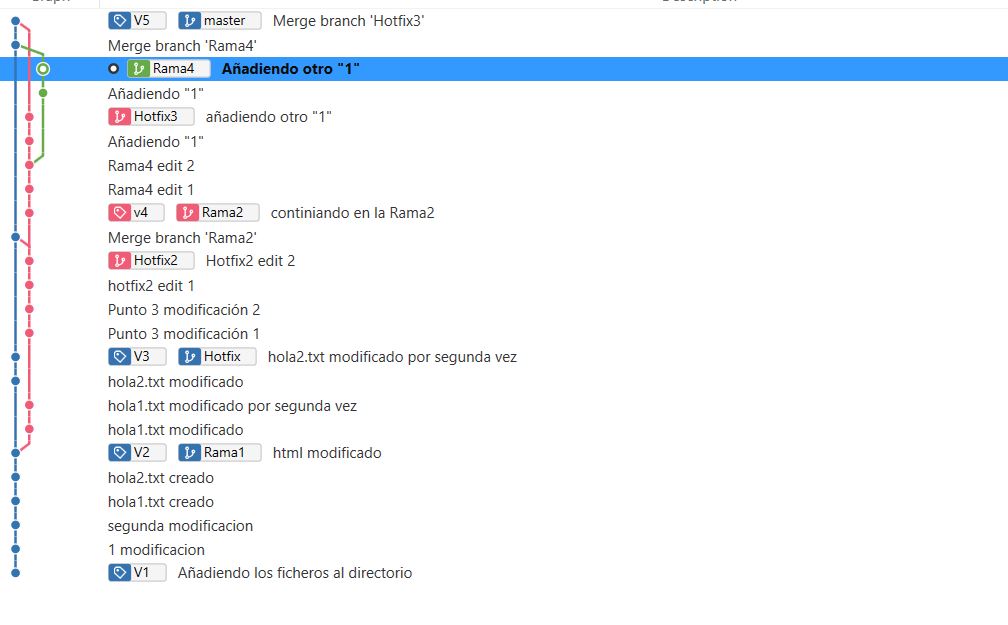 V5 master Merge branch 'Hotfix3'
Merge branch 'Rama4'
Rama4 Añadiendo otro "1"
Añadiendo "1"
Hotfix3 añadiendo otro "1"
Añadiendo "1"
Rama4 edit 2
Rama4 edit 1
v4 Rama2 continiando en la Rama2
Merge branch 'Rama2'
Hotfix2 Hotfix2 edit 2
hotfix2 edit 1
Punto 3 modificación 2
Punto 3 modificación 1
V3 Hotfix hola2.txt modificado por segunda vez
hola2.txt modificado
hola1.txt modificado por segunda vez
hola1.txt modificado
V2 Rama1 html modificado
hola2.txt creado
hola1.txt creado
segunda modificacion
1 modificacion
V1 Añadiendo los ficheros al directorio